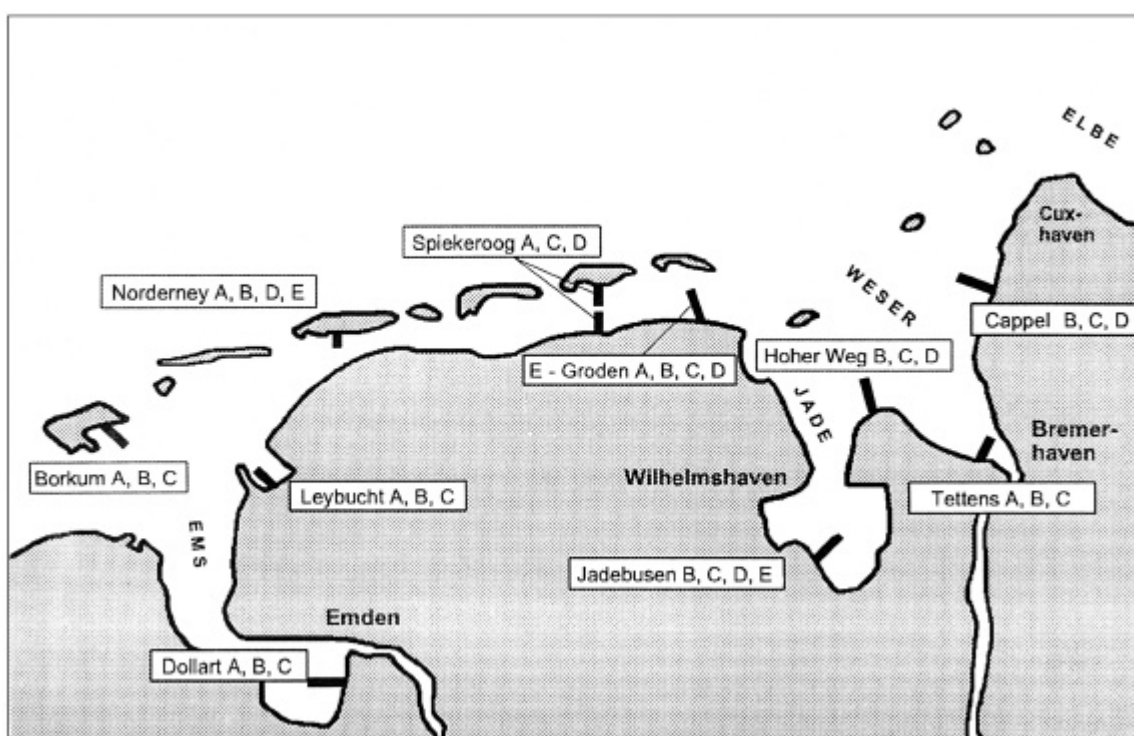 ELBE
Cux-
haven
Spiekeroog A, C, D
WESER
Norderney A, B, D, E
Cappel B, C, D
Hoher Weg B, C, D
E - Groden A, B, C, D
JADE
Bremer-
haven
Borkum A, B, C
Leybucht A, B, C
Wilhelmshaven
Tettens A, B, C
EMS
Jadebusen B, C, D, E
Emden
Dollart A, B, C